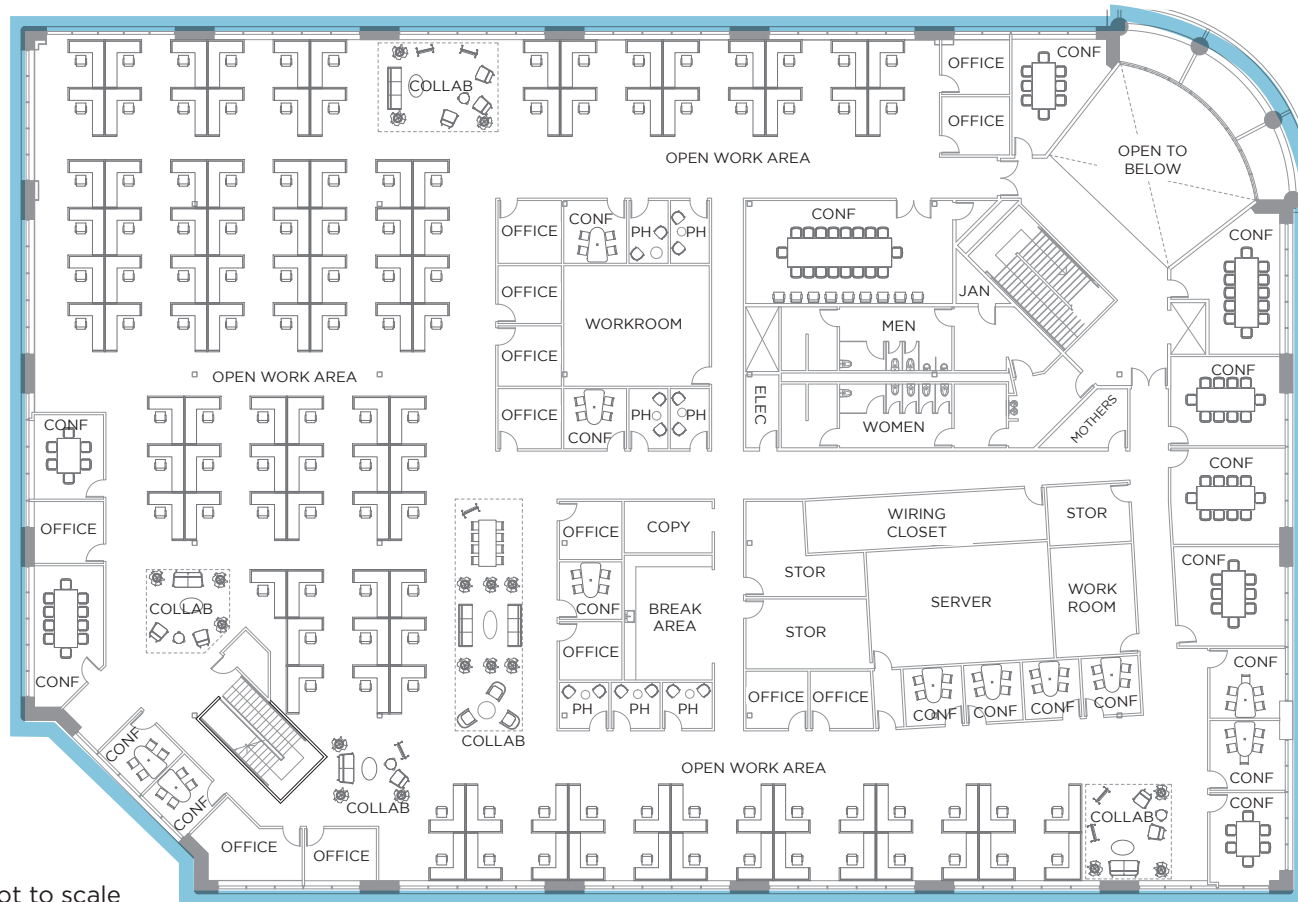 CONF
OFFICE
COLLAB
OFFICE
OPEN WORK AREA
OPEN TO
BELOW
CONF
CONF
OFFICE
PH
PH
CONF
OFFICE
JAN
WORKROOM
MEN
OFFICE
CONF
OPEN WORK AREA
ELEC
OFFICE
PH
PH
MOTHERS
CONF
CONF
WOMEN
CONF
OFFICE
OFFICE
COPY
WIRING
CLOSET
STOR
STOR
COLLAB
CONF
BREAK
AREA
SERVER
WORK
ROOM
STOR
OFFICE
CONF
CONF
OFFICE
OFFICE
PH
PH
PH
CONF
CONF
CONF
CONF
COLLAB
CONF
OPEN WORK AREA
CONF
CONF
COLLAB
CONF
COLLAB
OFFICE
OFFICE
ot to scale